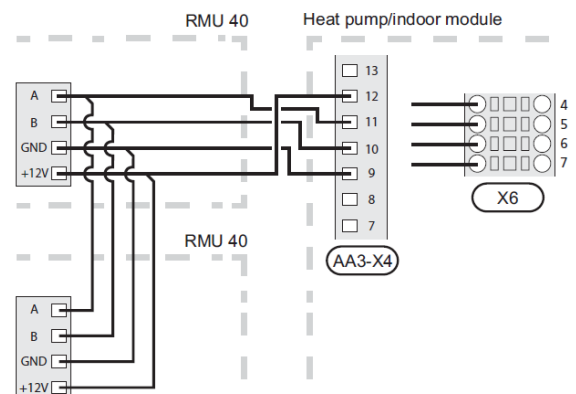 RMU 40
Heat pump/indoor module
A
B
GND
+12V
13
12
11
10
9
8
7
AA3-X4
4
5
6
7
X6
RMU 40
A
B
GND
+12V